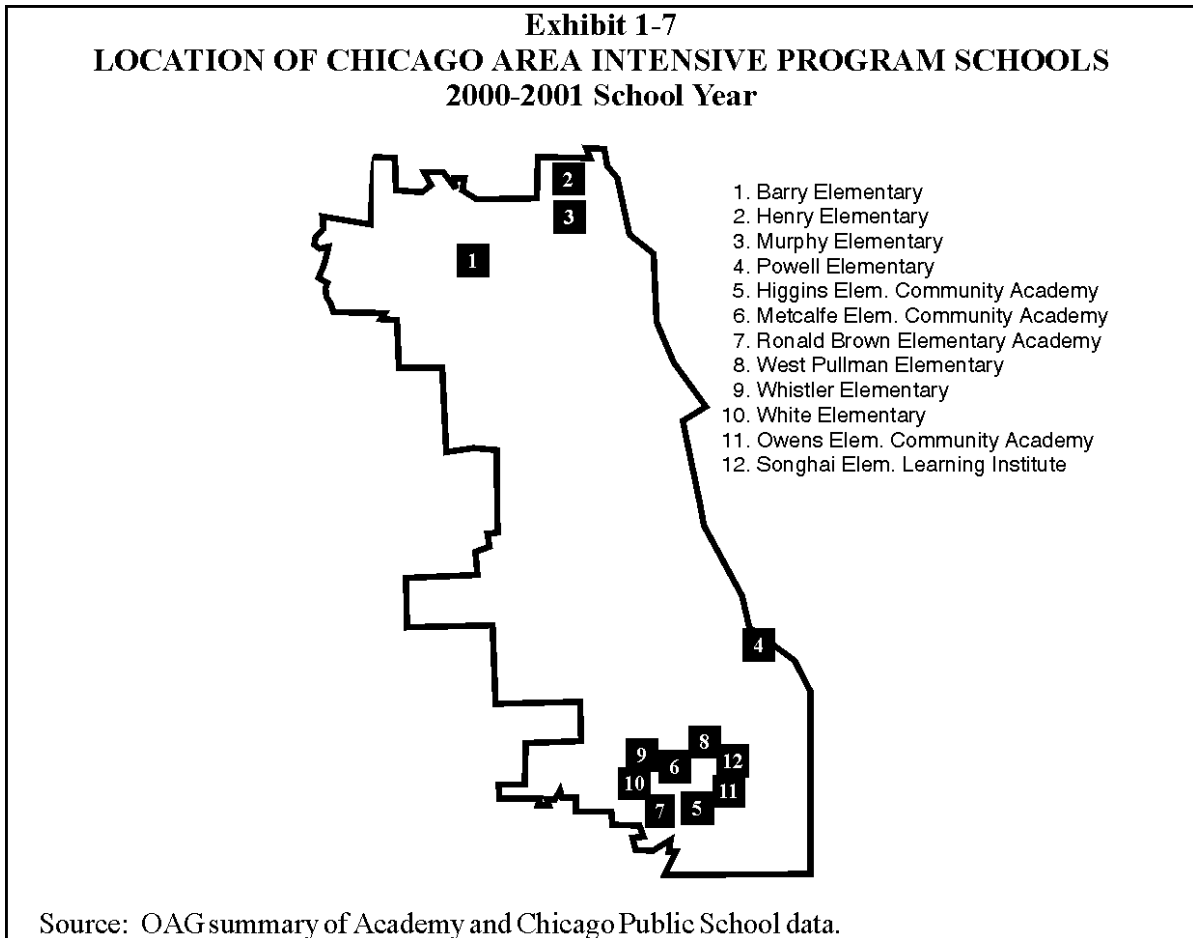 Exhibit 1-7
LOCATION OF CHICAGO AREA INTENSIVE PROGRAM SCHOOLS
2000-2001 School Year
2
3
1
1. Barry Elementary
2. Henry Elementary
3. Murphy Elementary
4. Powell Elementary
5. Higgins Elem. Community Academy
6. Metcalfe Elem. Community Academy
7. Ronald Brown Elementary Academy
8. West Pullman Elementary
9. Whistler Elementary
10. White Elementary
11. Owens Elem. Community Academy
12. Songhai Elem. Learning Institute
4
8
9
12
6
10
11
7
5
Source: OAG summary of Academy and Chicago Public School data.